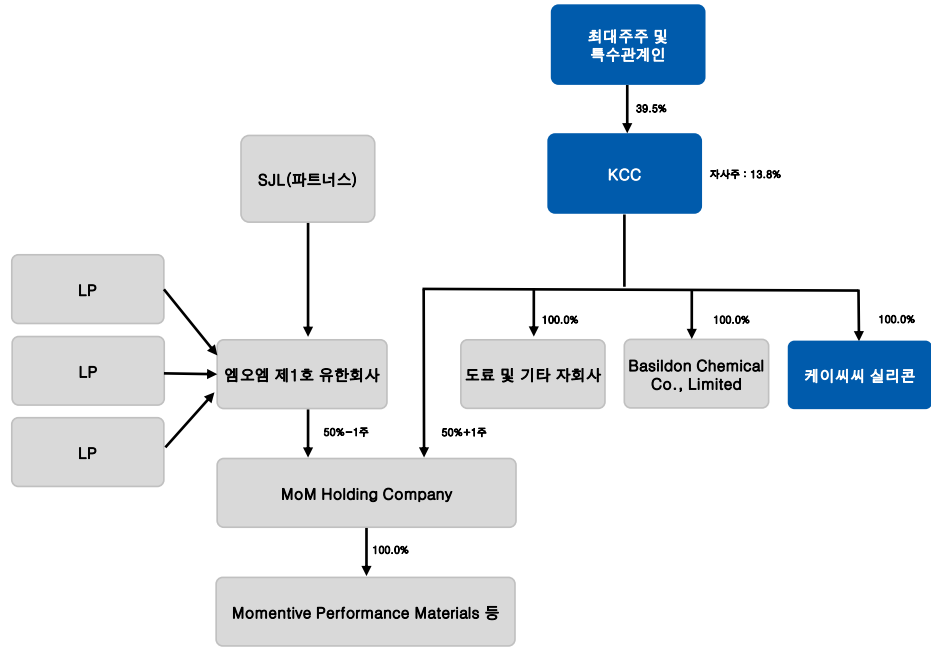 최대주주 및
특수관계인
39.5%
KCC
자사주 : 13.8%
SJL(파트너스)
LP
LP
LP
엠오엠 제1호 유한회사
100.0%
도료 및 기타 자회사
100.0%
Basildon Chemical
Co., Limited
100.0%
케이씨씨 실리콘
50%-1주
50%+1주
MoM Holding Company
100.0%
Momentive Performance Materials 등